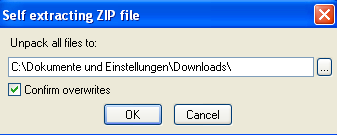 Self extracting ZIP file
Unpack all files to:
C:\Dokumente und Einstellungen\Downloads\
...
Confirm overwrites
OK Cancel